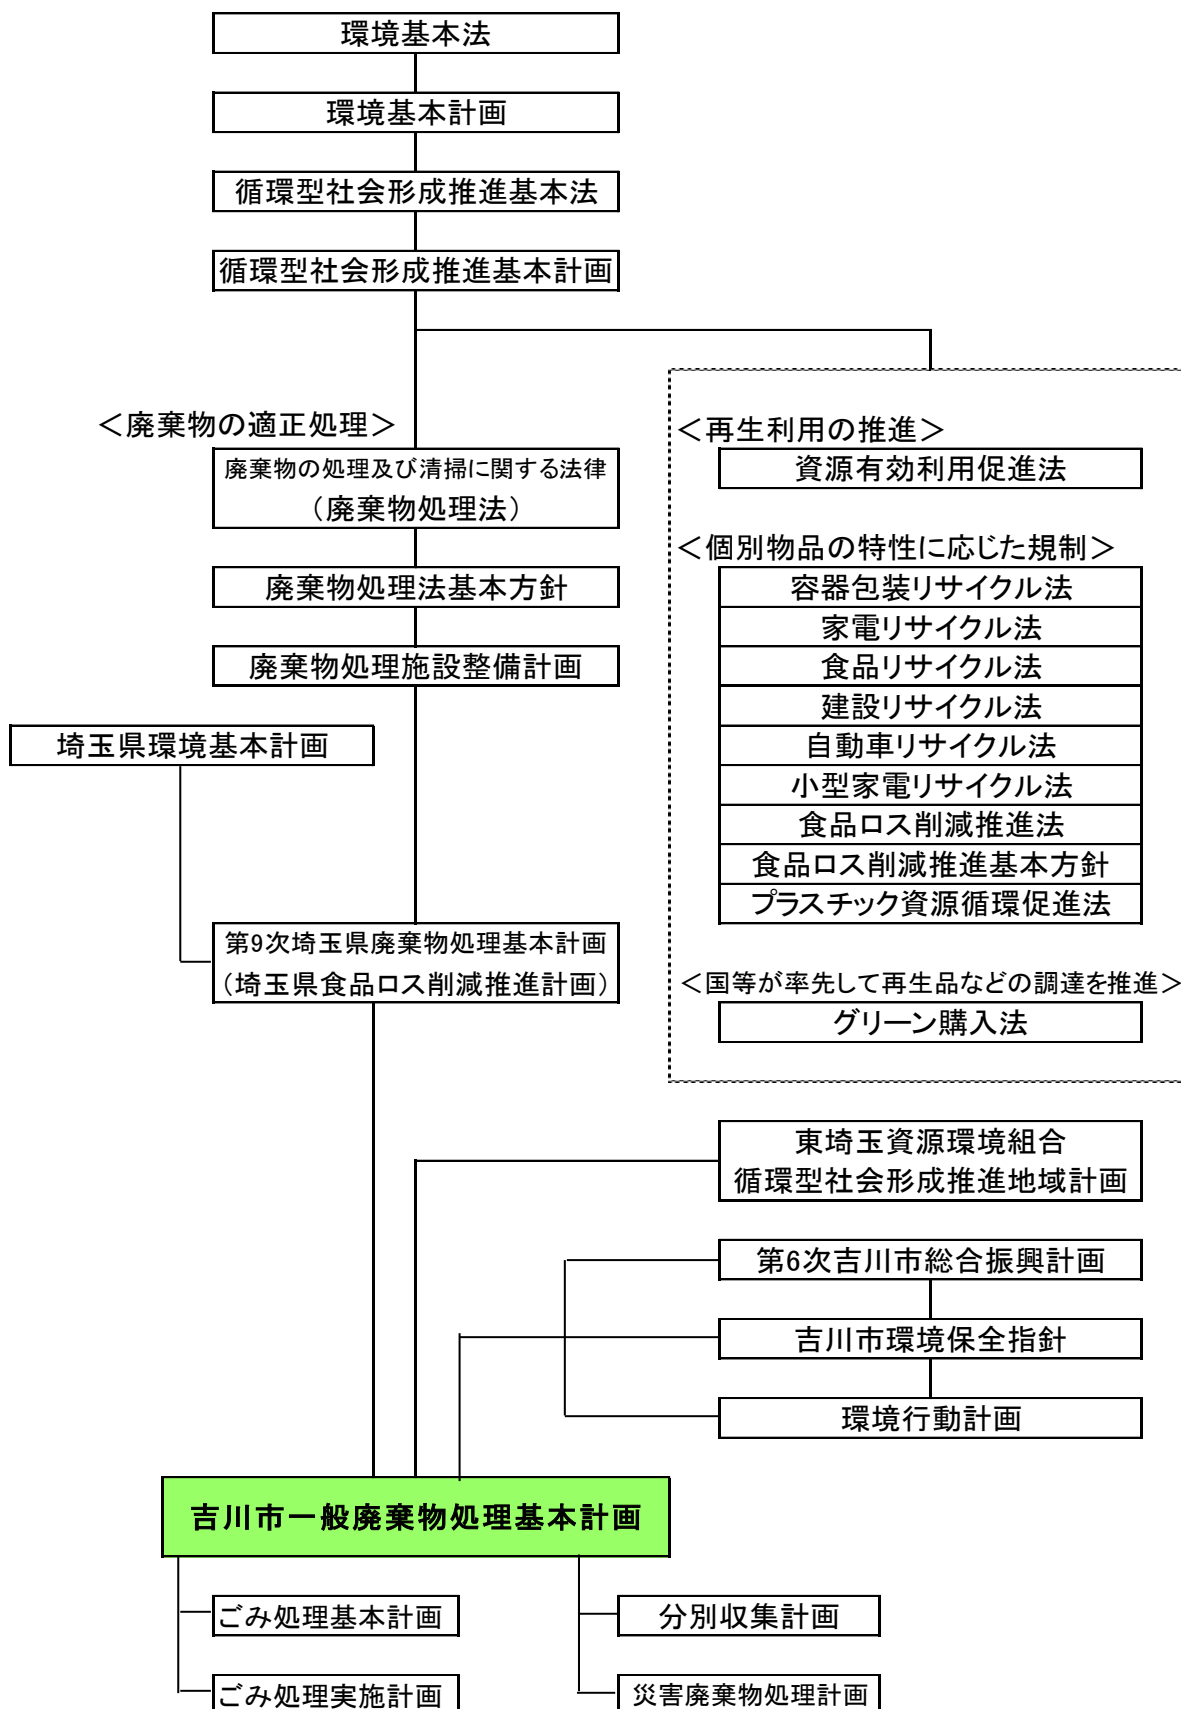 環境基本法
環境基本計画
循環型社会形成推進基本法
循環型社会形成推進基本計画
＜廃棄物の適正処理＞
廃棄物の処理及び清掃に関する法律
（廃棄物処理法）
廃棄物処理法基本方針
廃棄物処理施設整備計画
埼玉県環境基本計画
第9次埼玉県廃棄物処理基本計画
（埼玉県食品ロス削減推進計画）
＜再生利用の推進＞
資源有効利用促進法
＜個別物品の特性に応じた規制＞
容器包装リサイクル法
家電リサイクル法
食品リサイクル法
建設リサイクル法
自動車リサイクル法
小型家電リサイクル法
食品ロス削減推進法
食品ロス削減推進基本方針
プラスチック資源循環促進法
＜国等が率先して再生品などの調達を推進＞
グリーン購入法
東埼玉資源環境組合
循環型社会形成推進地域計画
第6次吉川市総合振興計画
吉川市環境保全指針
環境行動計画
吉川市一般廃棄物処理基本計画
ごみ処理基本計画
ごみ処理実施計画
分別収集計画
災害廃棄物処理計画